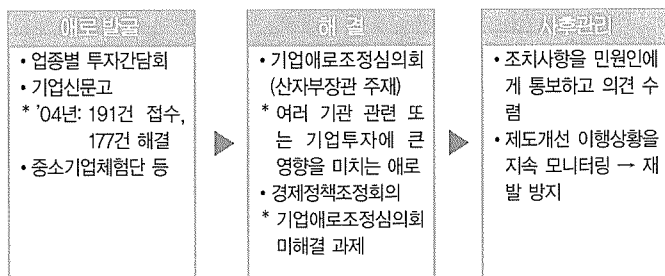 애로발굴
• 업종별 투자간담회
• 기업신문고
* '04년: 191건 접수,
177건 해결
• 중소기업체험단 등
해 결
• 기업애로조정심의회
(산자부장관 주재)
* 여러 기관 관련 또
는 기업투자에 큰
영향을 미치는 애로
• 경제정책조정회의
* 기업애로조정심의회
미해결 과제
사후관리
• 조치사항을 민원인에
게 통보하고 의견 수
렴
• 제도개선 이행상황을
지속 모니터링 → 재
발 방지